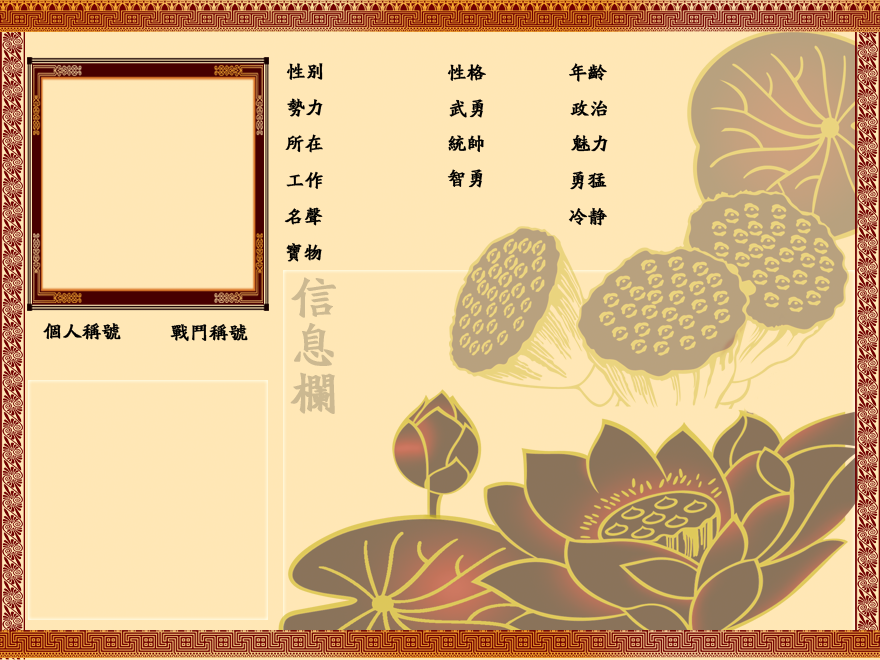 性别 性格 年齡
勢力 武勇 政治
所在 統帥 魅力
工作 智勇 勇猛
名聲 冷静
寶物
信息欄
個人稱號 戰鬥稱號